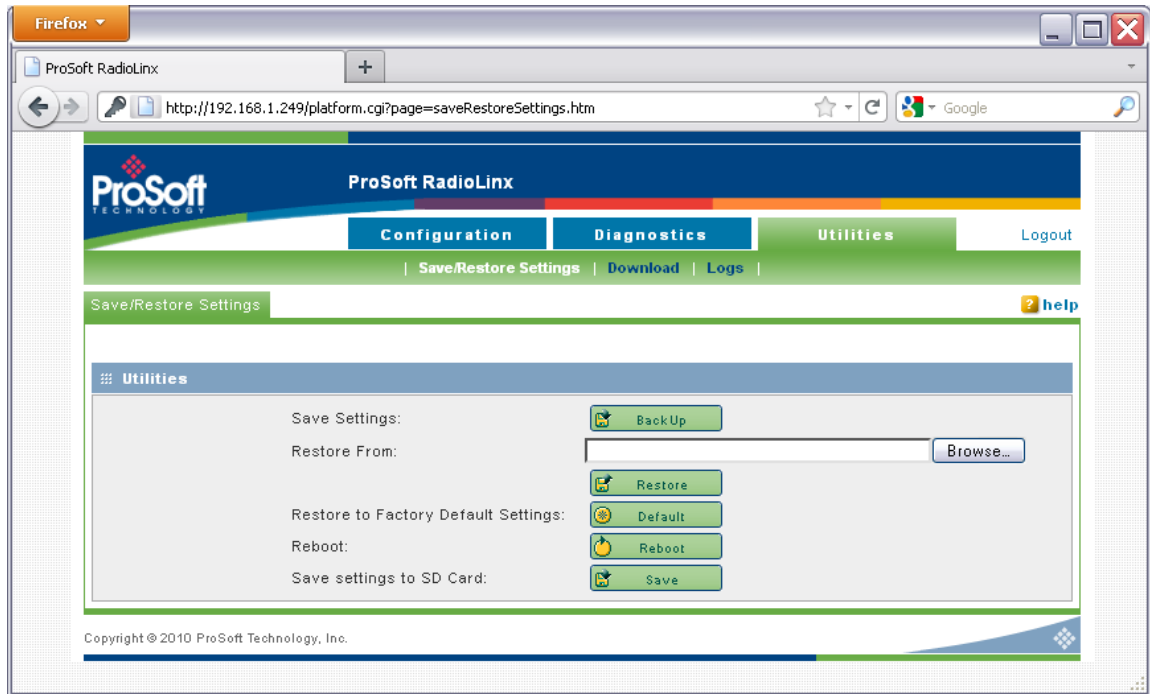 Firefox
ProSoft RadioLinx
http://192.168.1.249/platform.cgi?page=saveRestoreSettings.htm
Google
ProSoft
TECHNOLOGY
ProSoft RadioLinx
Configuration Diagnostics Utilities Logout
| Save/Restore Settings | Download | Logs |
Save/Restore Settings
? help
Utilities
Save Settings: BackUp
Restore From: Browse...
Restore
Restore to Factory Default Settings: Default
Reboot: Reboot
Save settings to SD Card: Save
Copyright © 2010 ProSoft Technology, Inc.